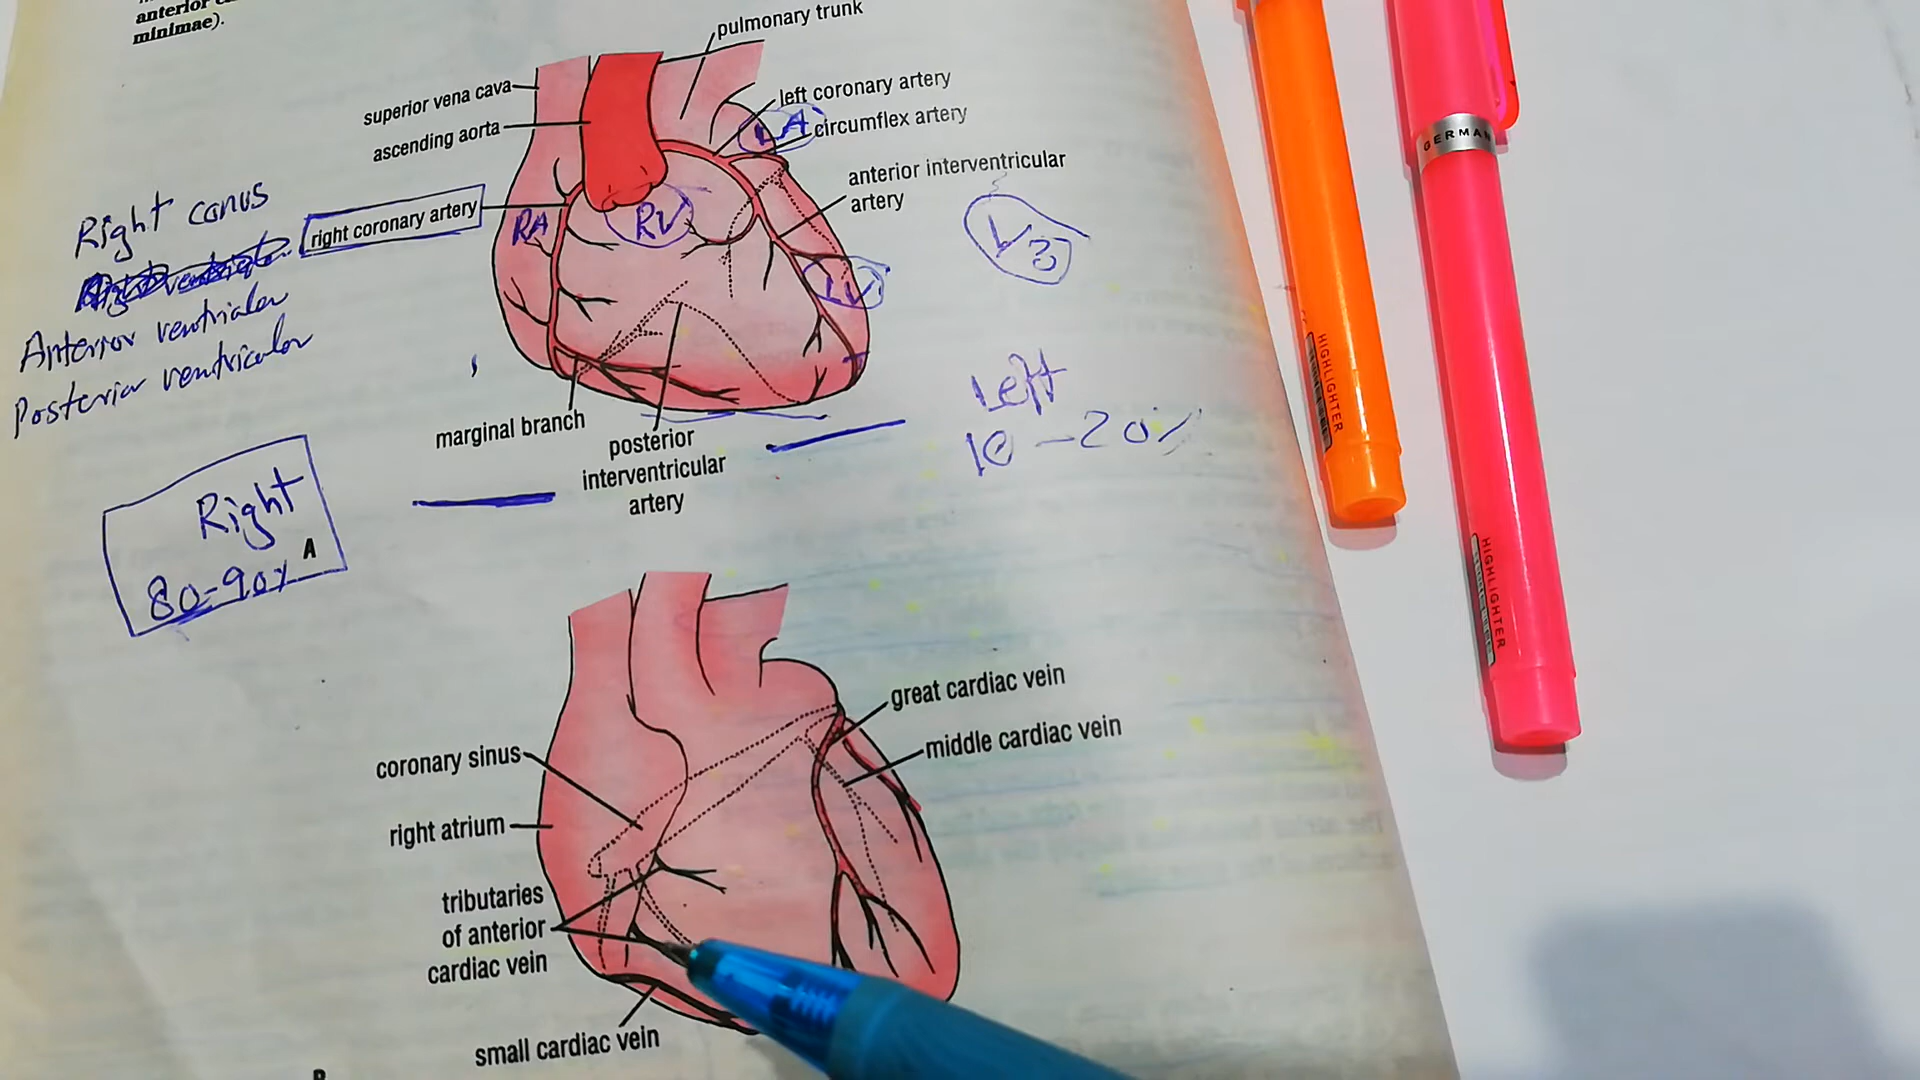 anterior
minimae).
pulmonary trunk
superior vena cava
left coronary artery
LA
circumflex artery
ascending aorta
anterior interventricular
artery
Right conus
right coronary artery
RA
RV
LV
Anterior ventricular
Posterior ventricular
marginal branch
posterior
interventricular
artery
Left
10-20%
Right
80-90%
A
great cardiac vein
middle cardiac vein
coronary sinus
right atrium
tributaries
of anterior
cardiac vein
small cardiac vein
GERMAN
HIGHLIGHTER
HIGHLIGHTER